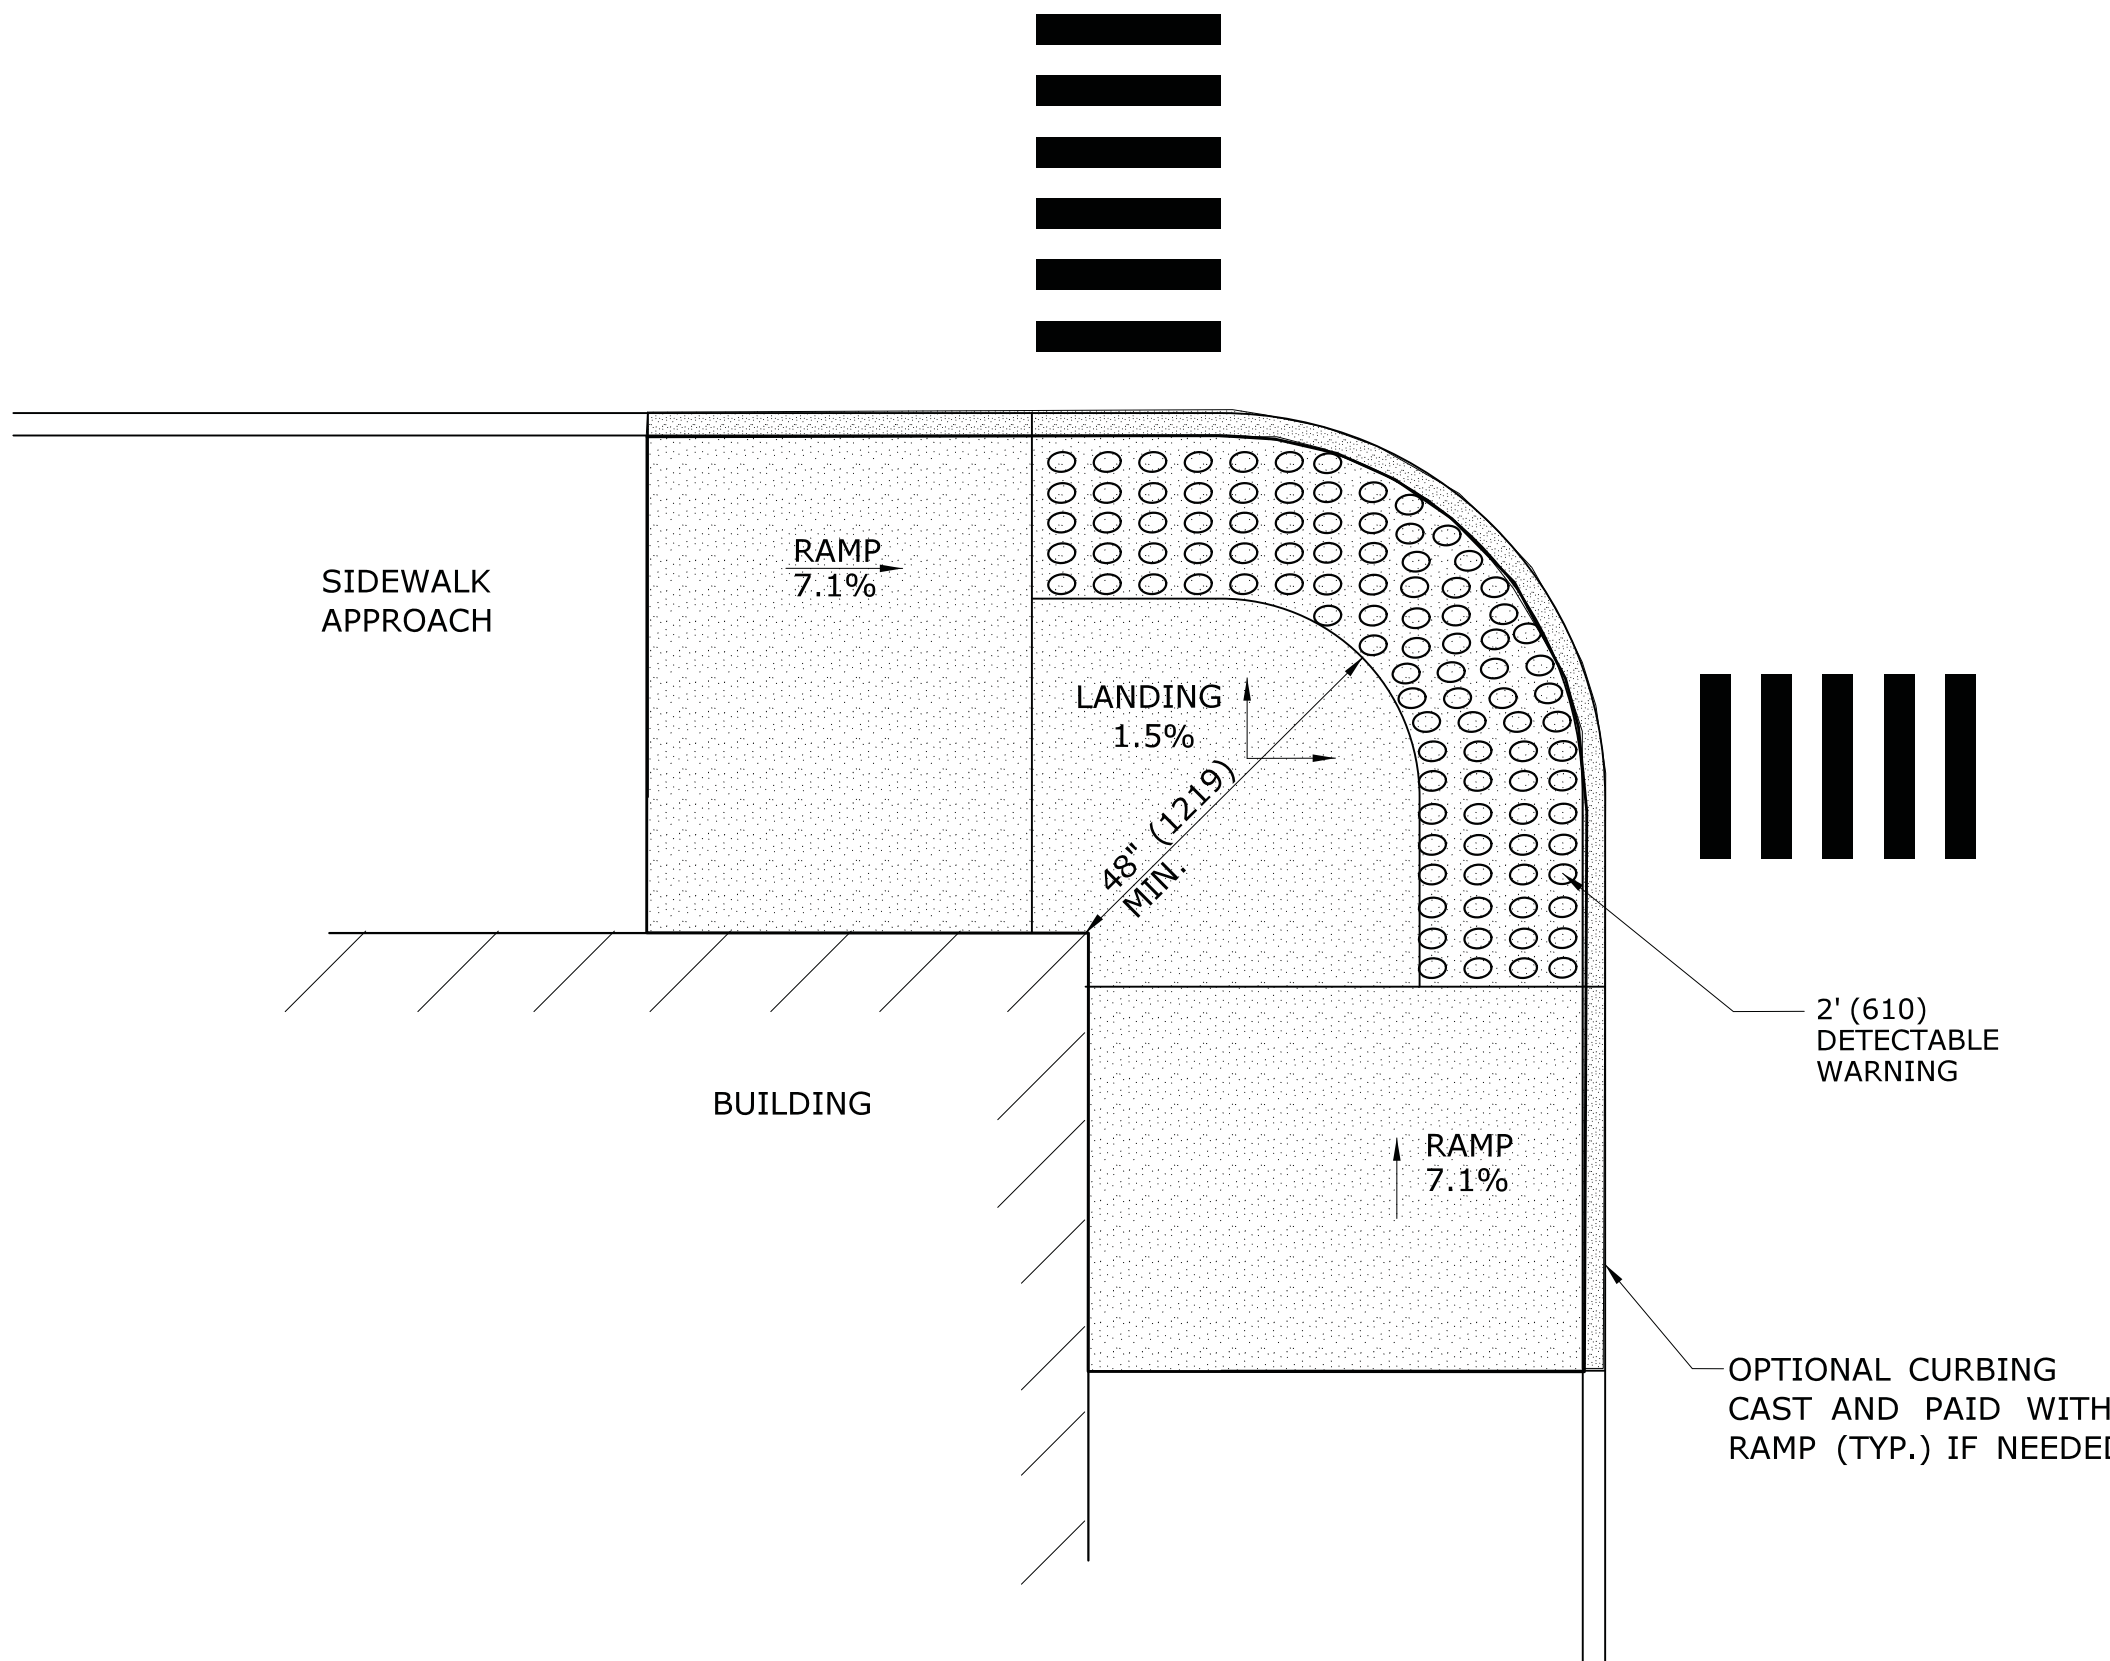 RAMP
7.1%
SIDEWALK
APPROACH
LANDING
1.5%
48" (1219)
MIN.
2' (610)
DETECTABLE
WARNING
BUILDING
RAMP
7.1%
OPTIONAL CURBING
CAST AND PAID WITH
RAMP (TYP.) IF NEEDED